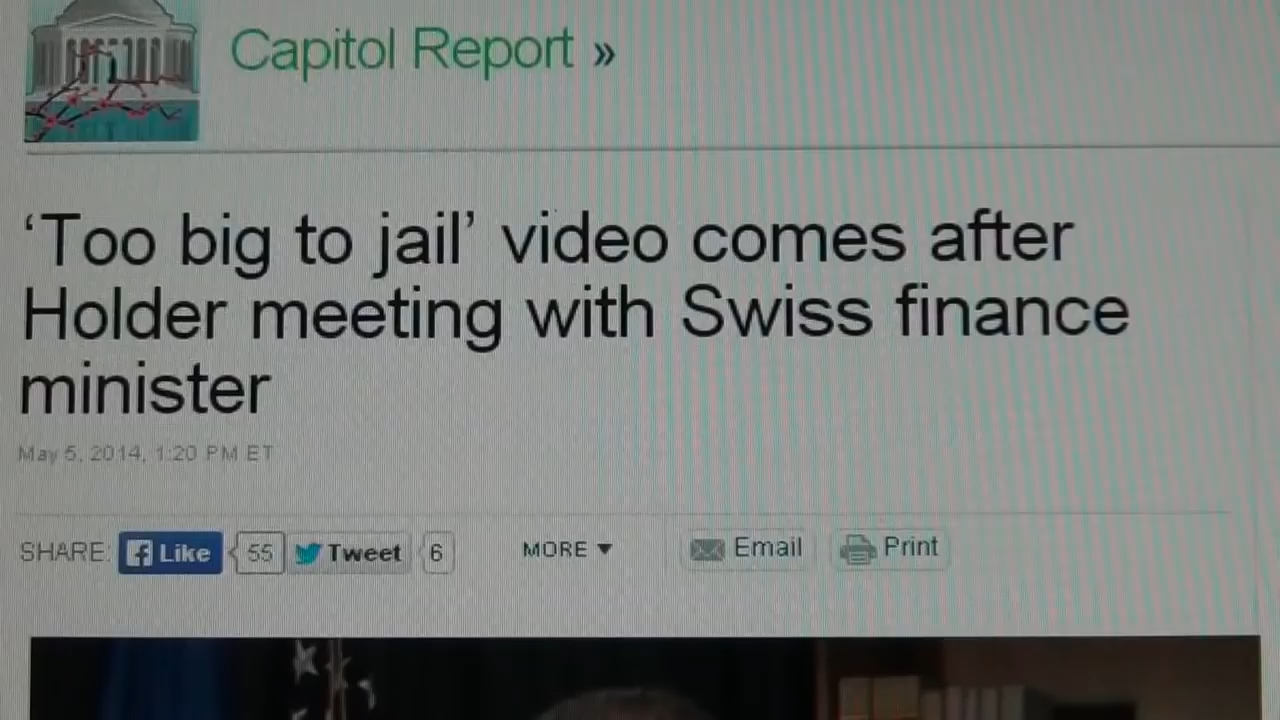 Capitol Report »
‘Too big to jail’ video comes after
Holder meeting with Swiss finance
minister
May 5, 2014, 1:20 PM ET
SHARE: f Like 55 Tweet 6 MORE ▼ Email Print